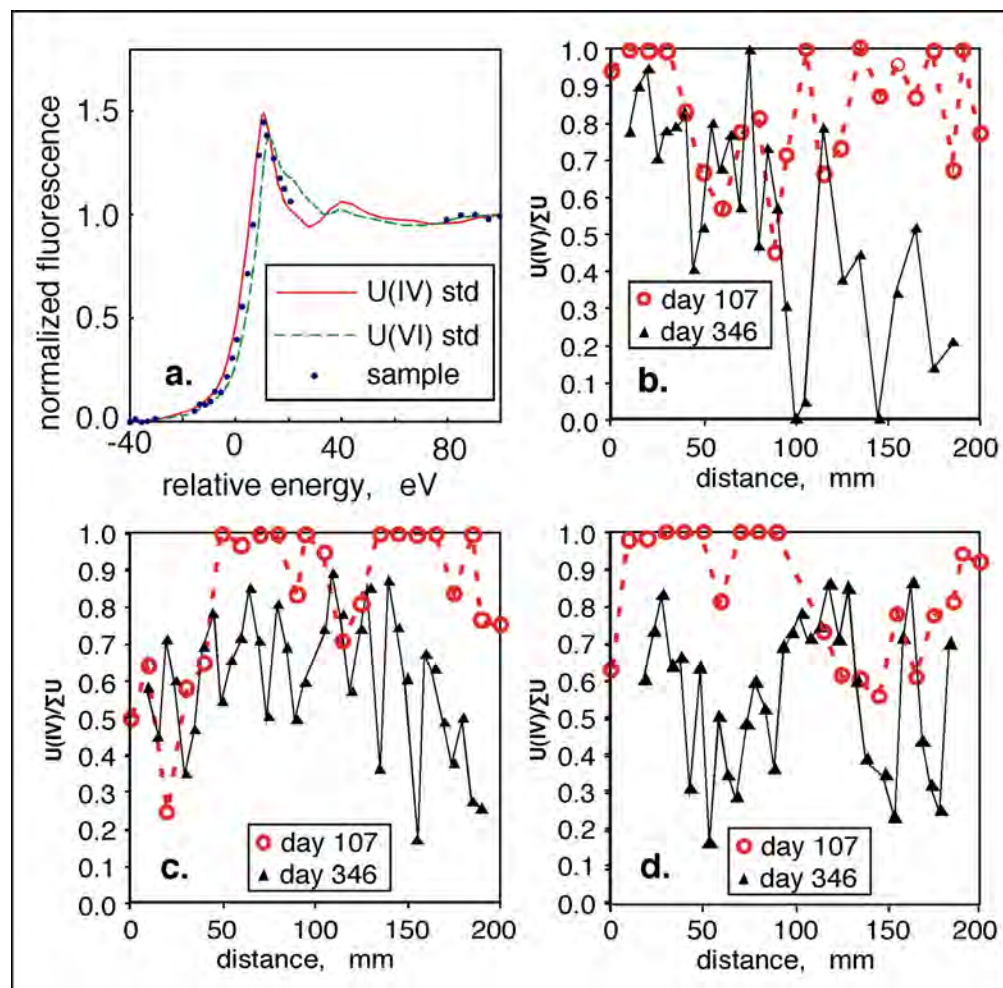 1.5
1.0
0.5
0.0
normalized fluorescence
U(IV) std
U(VI) std
sample
a.
-40 0 40 80
relative energy, eV
1.0
0.9
0.8
0.7
0.6
0.5
0.4
0.3
0.2
0.1
0.0
U(IV)/ΣU
day 107
day 346
b.
0 50 100 150 200
distance, mm
1.0
0.9
0.8
0.7
0.6
0.5
0.4
0.3
0.2
0.1
0.0
U(IV)/ΣU
day 107
day 346
c.
0 50 100 150 200
distance, mm
1.0
0.9
0.8
0.7
0.6
0.5
0.4
0.3
0.2
0.1
0.0
U(IV)/ΣU
day 107
day 346
d.
0 50 100 150 200
distance, mm